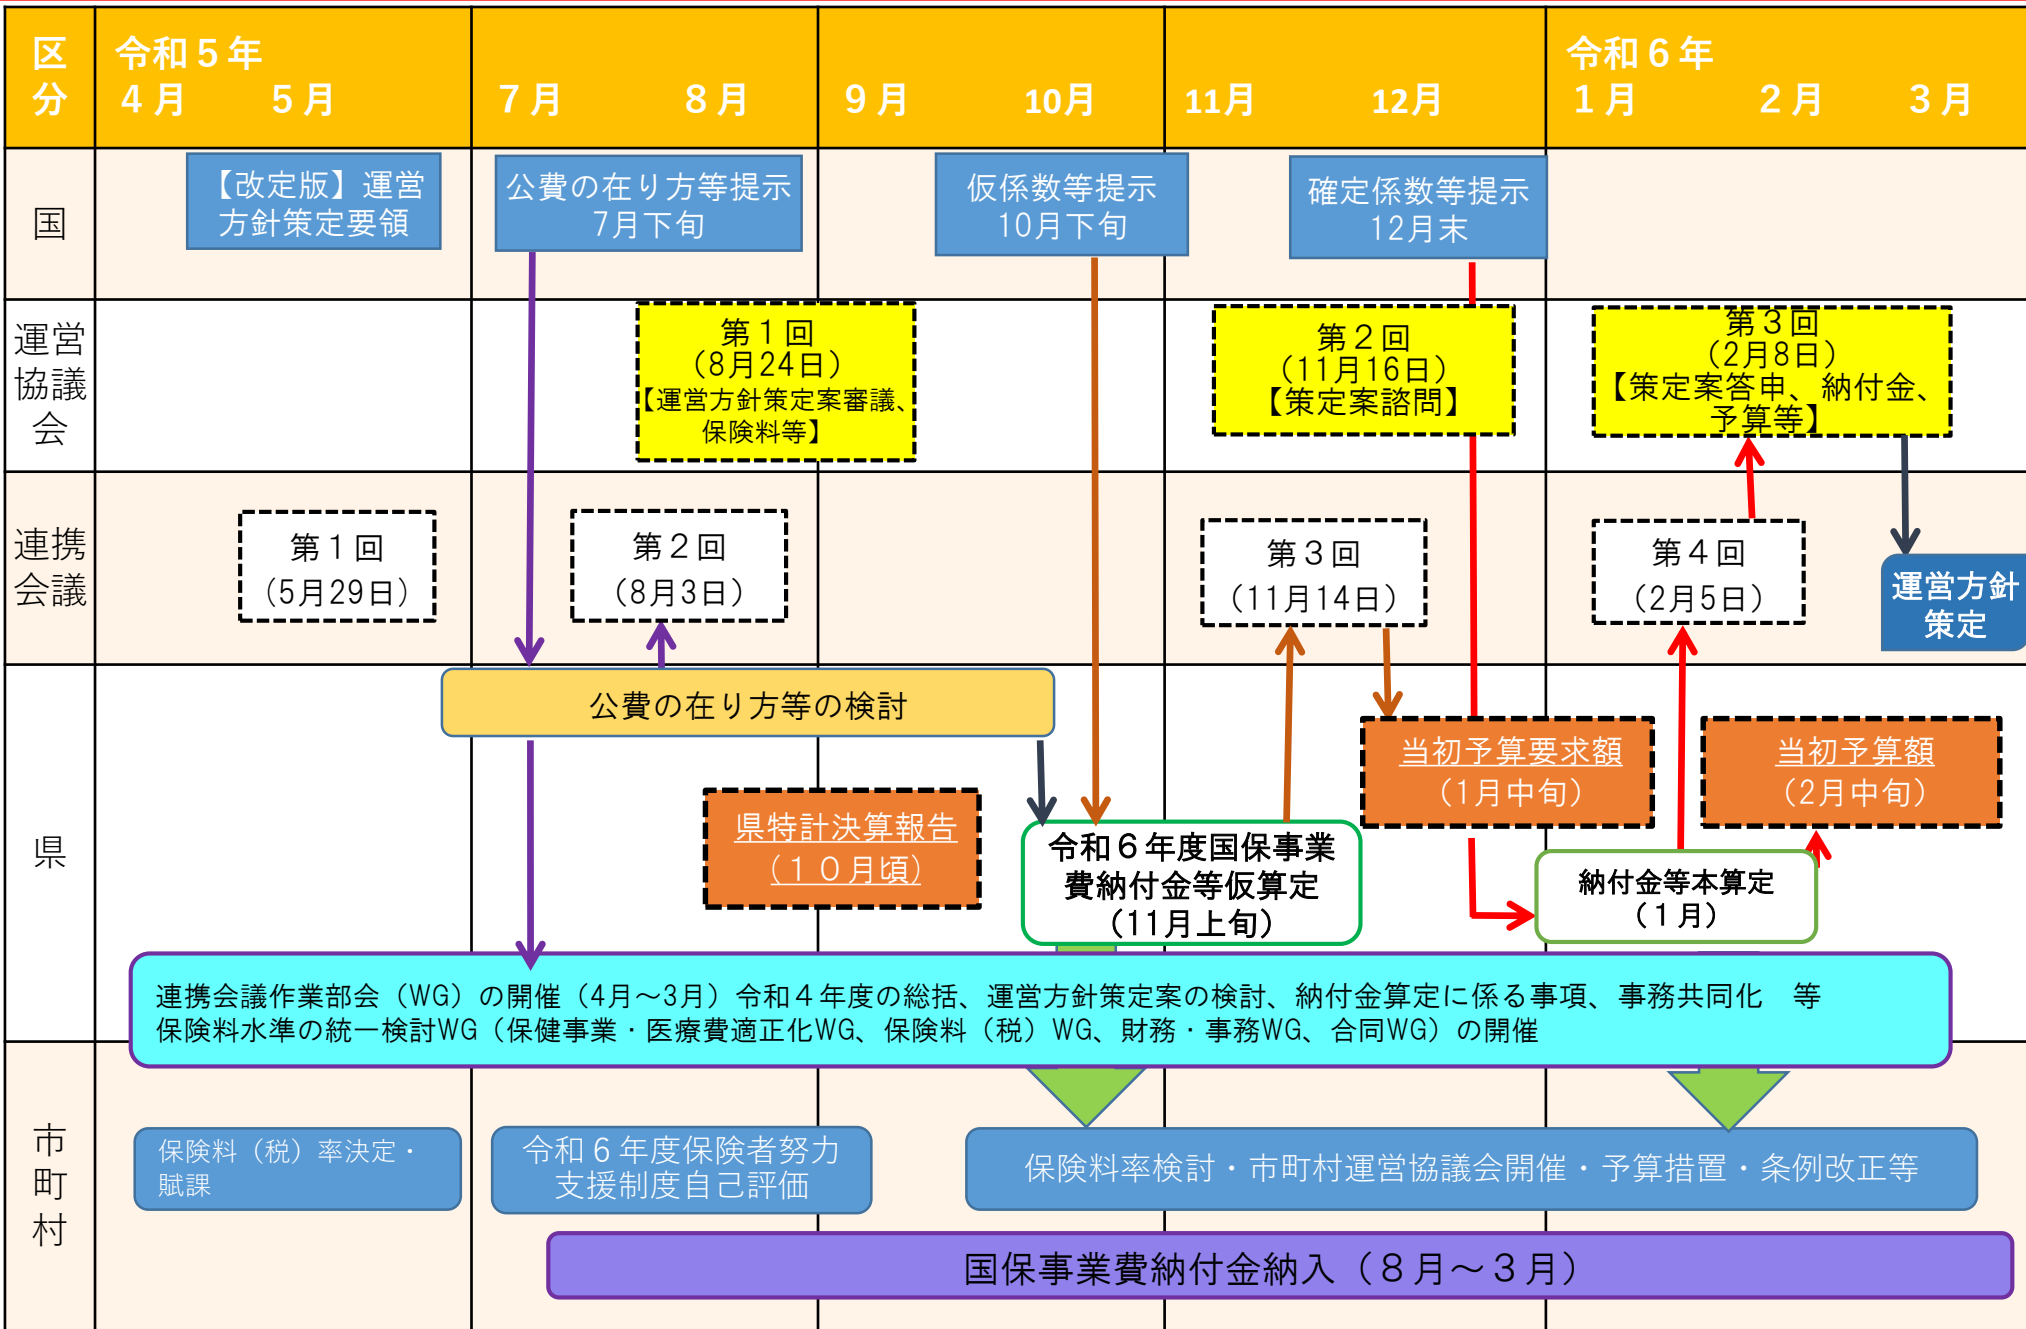 区分
令和５年
４月　５月　７月　８月　９月　10月　11月　12月
令和６年
１月　２月　３月
国
【改定版】運営
方針策定要領
公費の在り方等提示
7月下旬
仮係数等提示
10月下旬
確定係数等提示
12月末
運営
協議
会
第１回
（8月24日）
【運営方針策定案審議、
保険料等】
第２回
（11月16日）
【策定案諮問】
第３回
（2月8日）
【策定案答申、納付金、
予算等】
連携
会議
第１回
（5月29日）
第２回
（8月3日）
第３回
（11月14日）
第４回
（2月5日）
運営方針
策定
県
公費の在り方等の検討
県特計決算報告
（１０月頃）
令和６年度国保事業
費納付金等仮算定
（11月上旬）
当初予算要求額
（1月中旬）
当初予算額
（2月中旬）
納付金等本算定
（１月）
連携会議作業部会（WG）の開催（4月～3月）令和４年度の総括、運営方針策定案の検討、納付金算定に係る事項、事務共同化　等
保険料水準の統一検討WG（保健事業・医療費適正化WG、保険料（税）WG、財務・事務WG、合同WG）の開催
市
町
村
保険料（税）率決定・
賦課
令和６年度保険者努力
支援制度自己評価
保険料率検討・市町村運営協議会開催・予算措置・条例改正等
国保事業費納付金納入（８月～３月）